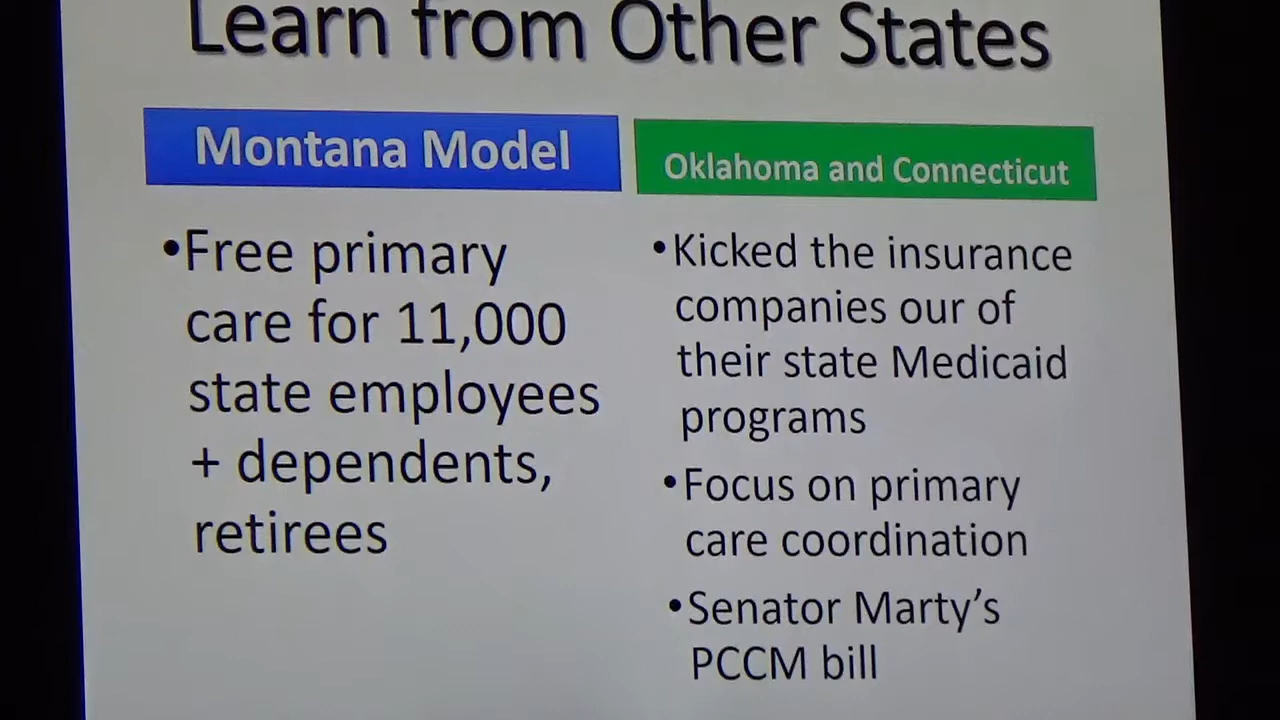 Learn from Other States
Montana Model
•Free primary
care for 11,000
state employees
+ dependents,
retirees
Oklahoma and Connecticut
•Kicked the insurance
companies our of
their state Medicaid
programs
•Focus on primary
care coordination
•Senator Marty’s
PCCM bill